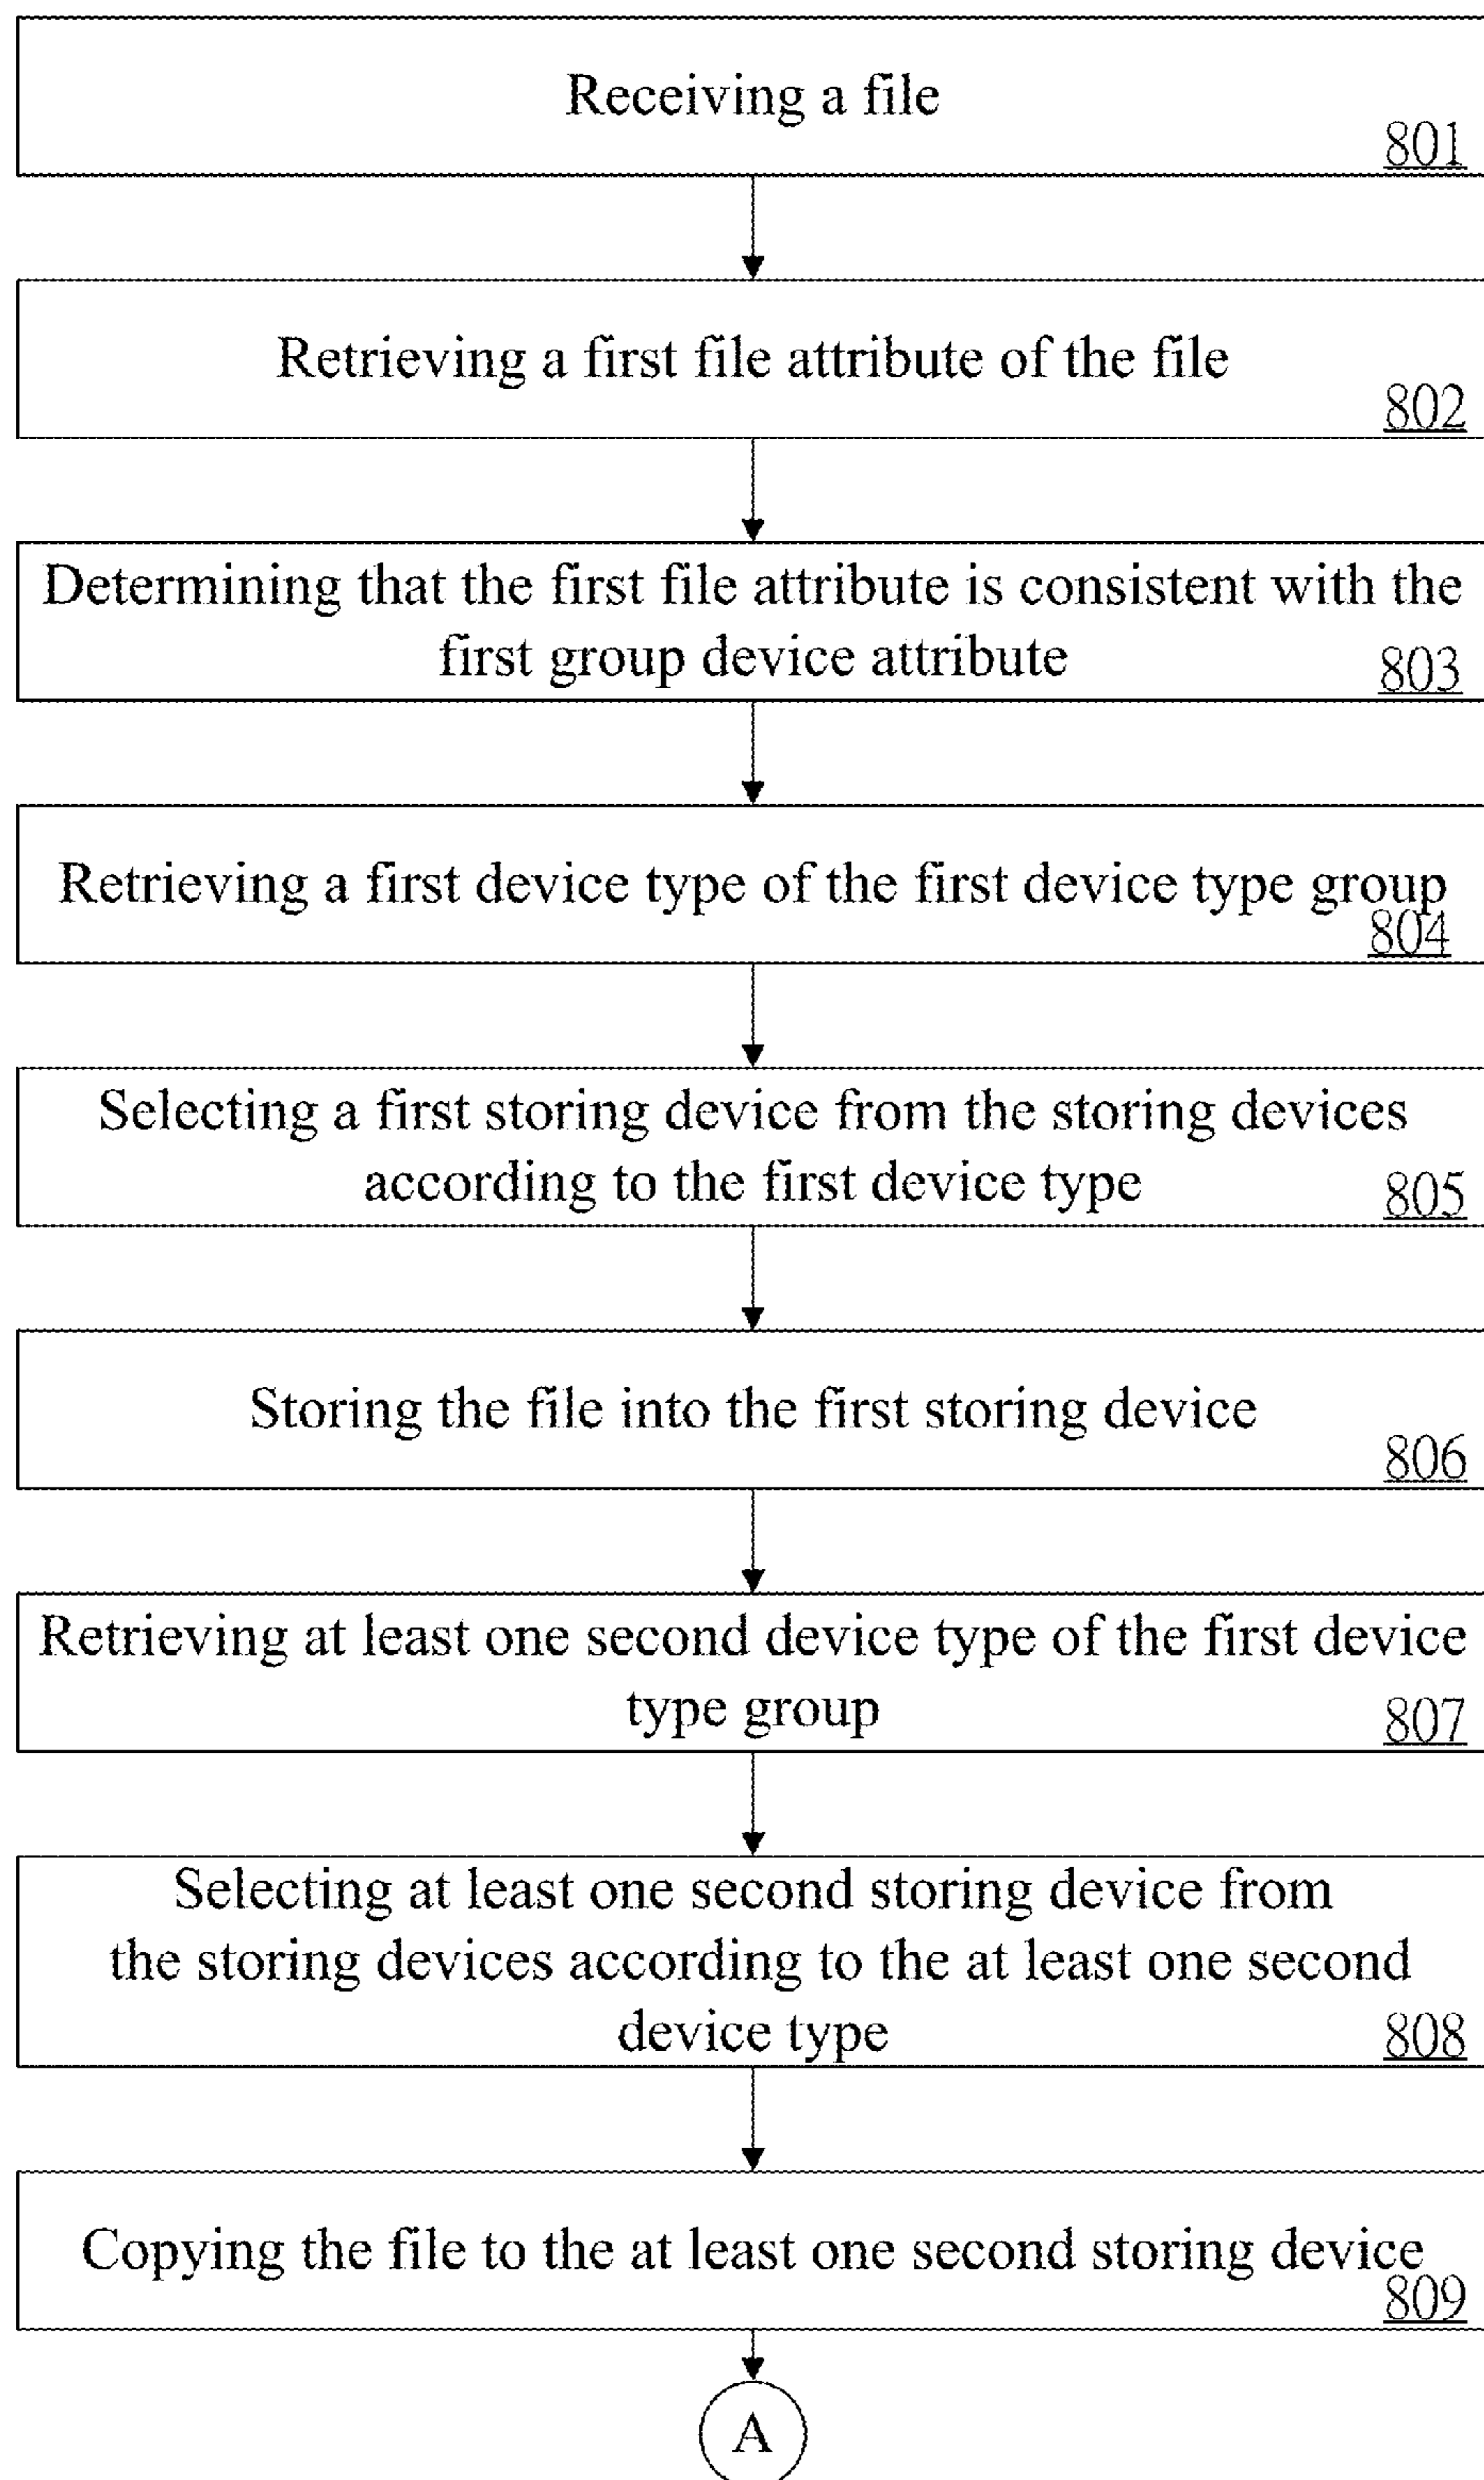 Receiving a file
801
Retrieving a first file attribute of the file
802
Determining that the first file attribute is consistent with the
first group device attribute
803
Retrieving a first device type of the first device type group
804
Selecting a first storing device from the storing devices
according to the first device type
805
Storing the file into the first storing device
806
Retrieving at least one second device type of the first device
type group
807
Selecting at least one second storing device from
the storing devices according to the at least one second
device type
808
Copying the file to the at least one second storing device
809
A